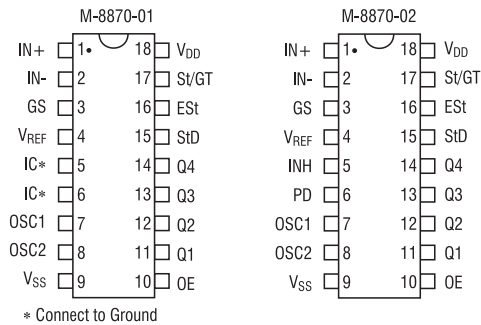 M-8870-01
IN+ 1 18 VDD
IN- 2 17 St/GT
GS 3 16 ESt
VREF 4 15 StD
IC* 5 14 Q4
IC* 6 13 Q3
OSC1 7 12 Q2
OSC2 8 11 Q1
VSS 9 10 OE
* Connect to Ground
M-8870-02
IN+ 1 18 VDD
IN- 2 17 St/GT
GS 3 16 ESt
VREF 4 15 StD
INH 5 14 Q4
PD 6 13 Q3
OSC1 7 12 Q2
OSC2 8 11 Q1
VSS 9 10 OE